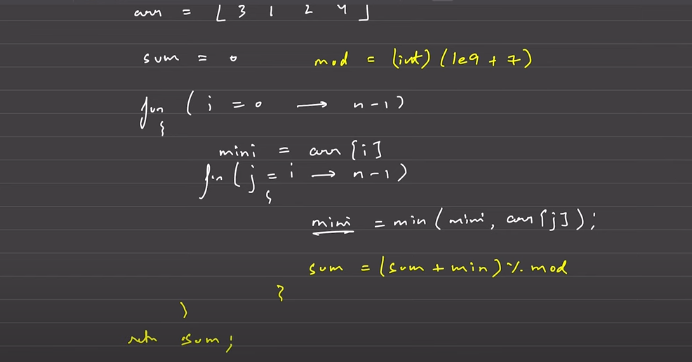 arr = [ 3 1 2 4 ]
sum = 0 mod = (int) (1e9 + 7)
for ( i = 0 → n-1)
{
mini = arr [i]
for ( j = i → n-1)
{
mini = min ( mini, arr [j] );
sum = (sum + min) % mod
}
}
retn sum;